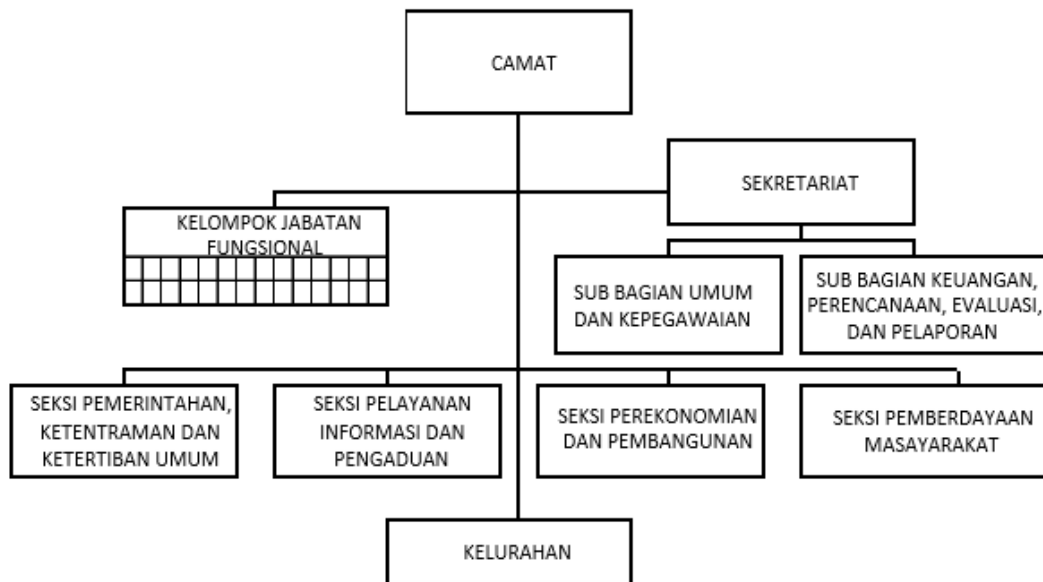 CAMAT
SEKRETARIAT
KELOMPOK JABATAN
FUNGSIONAL
SUB BAGIAN UMUM
DAN KEPEGAWAIAN
SUB BAGIAN KEUANGAN,
PERENCANAAN, EVALUASI,
DAN PELAPORAN
SEKSI PEMERINTAHAN,
KETENTRAMAN DAN
KETERTIBAN UMUM
SEKSI PELAYANAN
INFORMASI DAN
PENGADUAN
SEKSI PEREKONOMIAN
DAN PEMBANGUNAN
SEKSI PEMBERDAYAAN
MASAYARAKAT
KELURAHAN